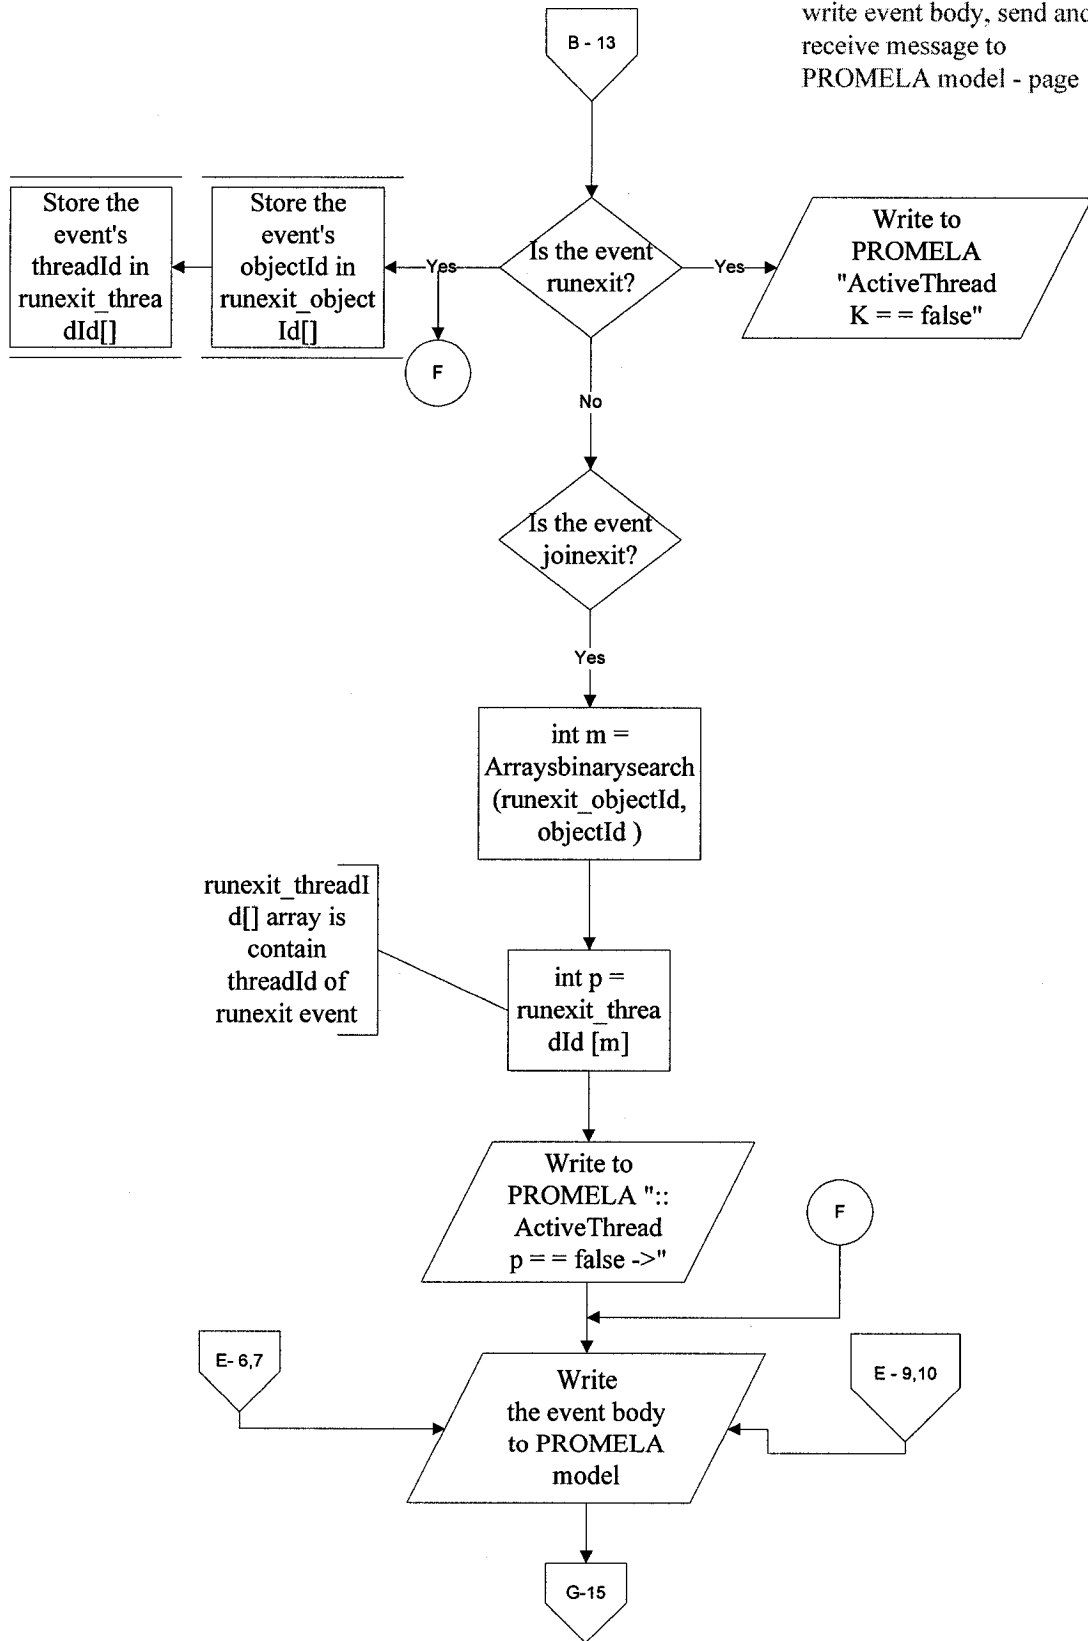 write event body, send and
receive message to
PROMELA model - page
B - 13
Store the
event's
threadId in
runexit_threa
dId[]
Store the
event's
objectId in
runexit_object
Id[]
Yes
Is the event
runexit?
Yes
Write to
PROMELA
"ActiveThread
K = = false"
F
No
Is the event
joinexit?
Yes
int m =
Arraysbinarysearch
(runexit_objectId,
objectId )
runexit_threadI
d[] array is
contain
threadId of
runexit event
int p =
runexit_threa
dId [m]
Write to
PROMELA "::
ActiveThread
p = = false ->"
F
E- 6,7
E - 9,10
Write
the event body
to PROMELA
model
G-15